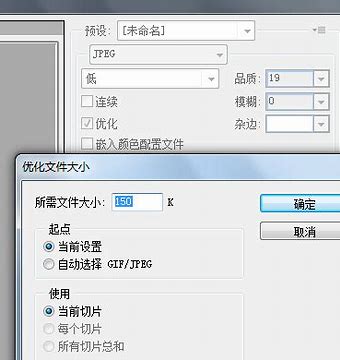 预设: [未命名]
JPEG
低 品质: 19
连续 模糊: 0
优化 杂边:
嵌入颜色配置文件
优化文件大小
所需文件大小: 150 K 确定
取消
起点
当前设置
自动选择 GIF/JPEG
使用
当前切片
每个切片
所有切片总和